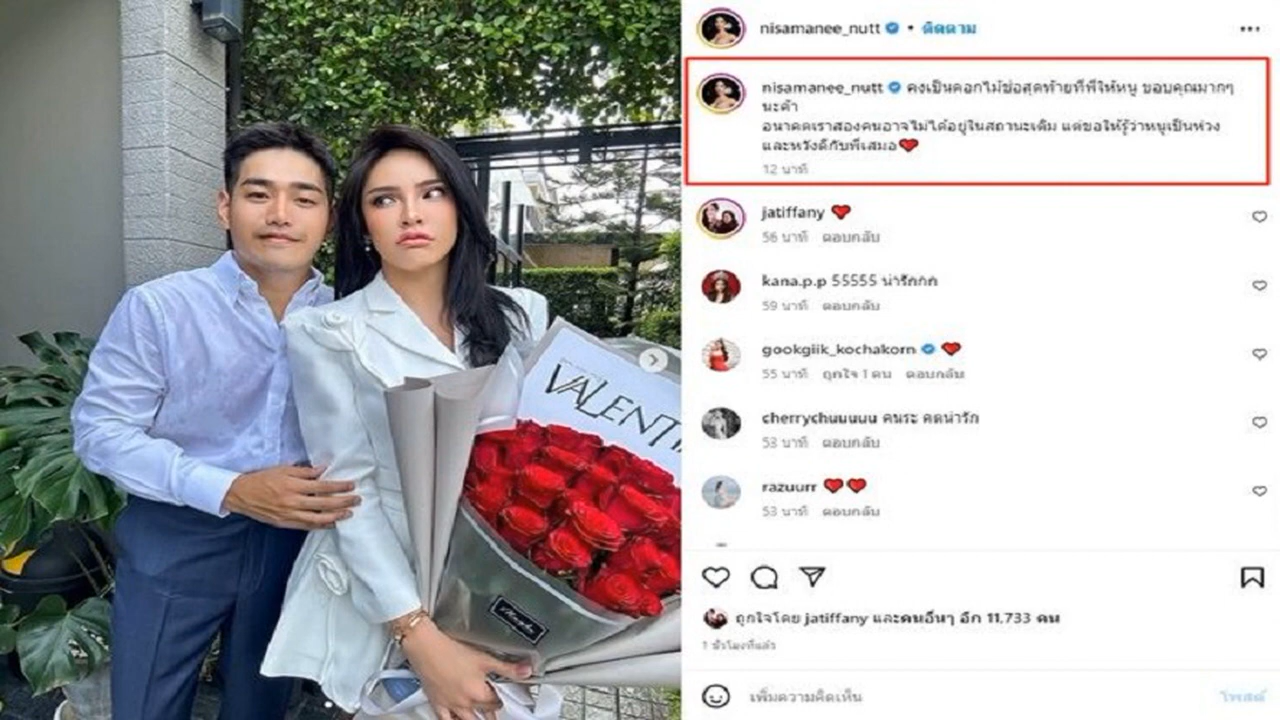 VALENTI
Maybe
nisamanee_nutt • ติดตาม
nisamanee_nutt คงเป็นดอกไม้ช่อสุดท้ายที่พี่ให้หนู ขอบคุณมากๆ
นะคํา
อนาคตเราสองคนอาจไม่ได้อยู่ในสถานะเดิม แต่ขอให้รู้ว่าหนูเป็นห่วง
และหวังดีกับพี่เสมอ❤️
12 นาที
jatiffany ❤️
56 นาที ตอบกลับ
kana.p.p 55555 น่ารักกก
59 นาที ตอบกลับ
gookgiik_kochakorn ❤️
55 นาที ถูกใจ 1 คน ตอบกลับ
cherrychuuuuu คนระ คดน่ารัก
53 นาที ตอบกลับ
razuurr ❤️❤️
53 นาที ตอบกลับ
ถูกใจโดย jatiffany และคนอื่นๆ อีก 11,733 คน
1 ชั่วโมงที่แล้ว
เพิ่มความคิดเห็น โพสต์